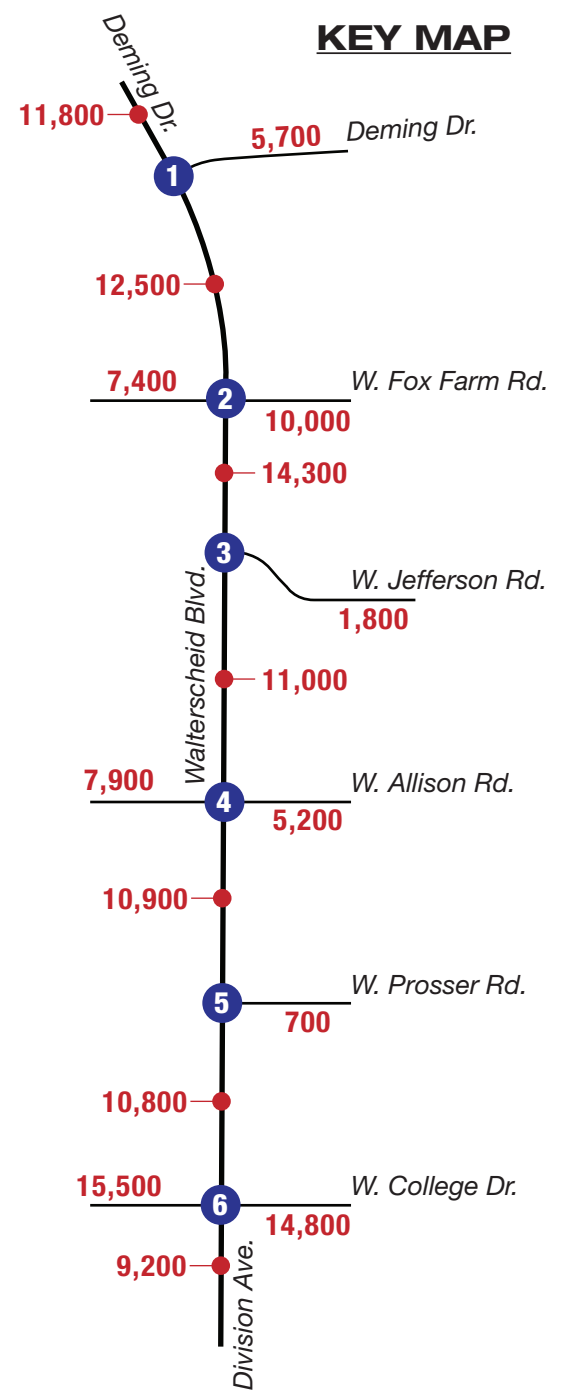 KEY MAP
Deming Dr.
11,800
5,700
Deming Dr.
1
12,500
7,400
W. Fox Farm Rd.
2
10,000
14,300
3
W. Jefferson Rd.
1,800
Walterscheid Blvd.
11,000
7,900
W. Allison Rd.
4
5,200
10,900
W. Prosser Rd.
5
700
10,800
15,500
W. College Dr.
6
14,800
9,200
Division Ave.